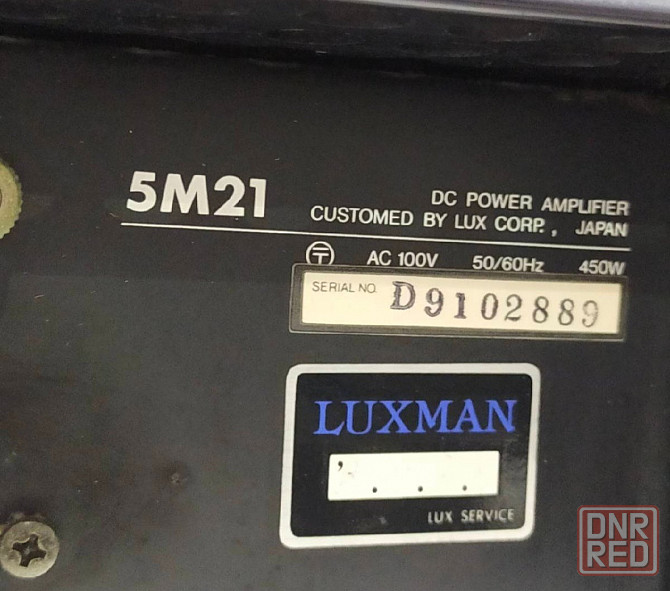 5M21
DC POWER AMPLIFIER
CUSTOMED BY LUX CORP., JAPAN
AC 100V 50/60Hz 450W
SERIAL NO. D9102889
LUXMAN
' . . .
LUX SERVICE
DNR
RED